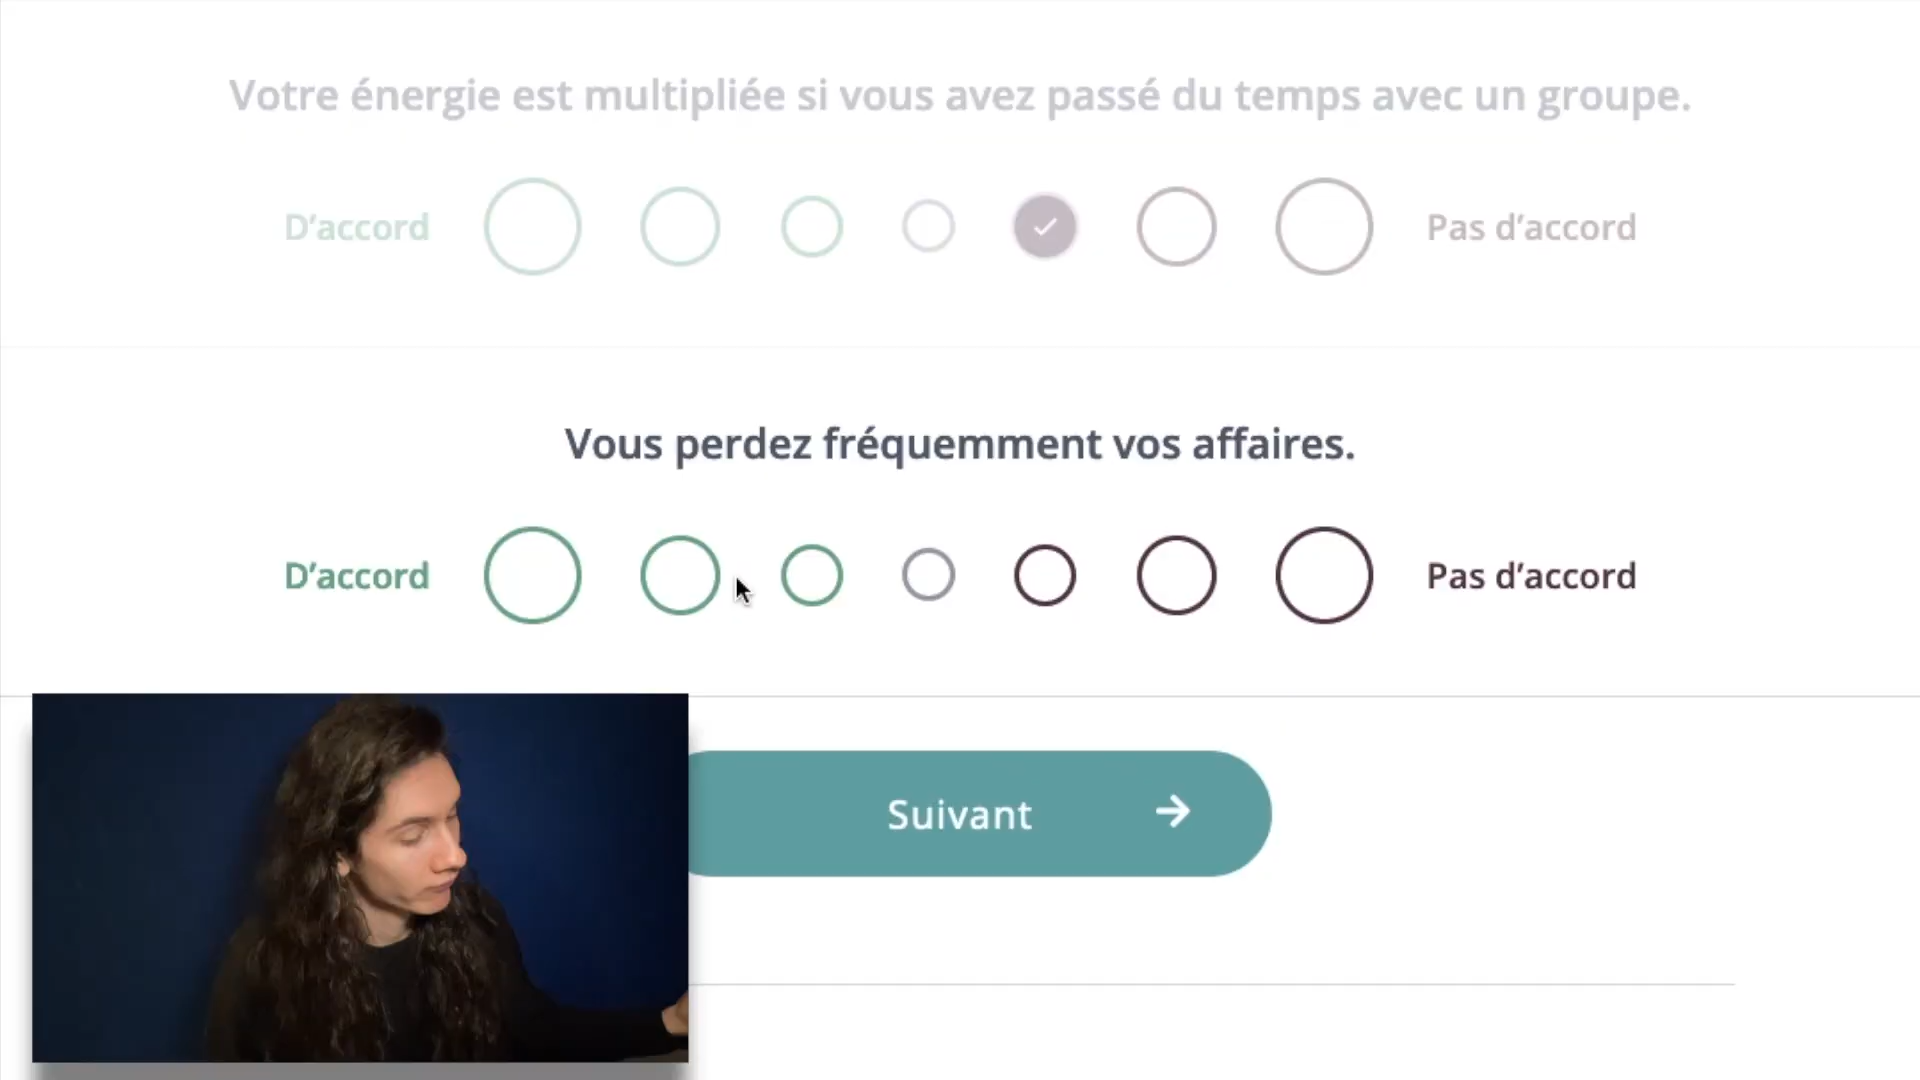 Votre énergie est multipliée si vous avez passé du temps avec un groupe.
D’accord Pas d’accord
Vous perdez fréquemment vos affaires.
D’accord Pas d’accord
Suivant